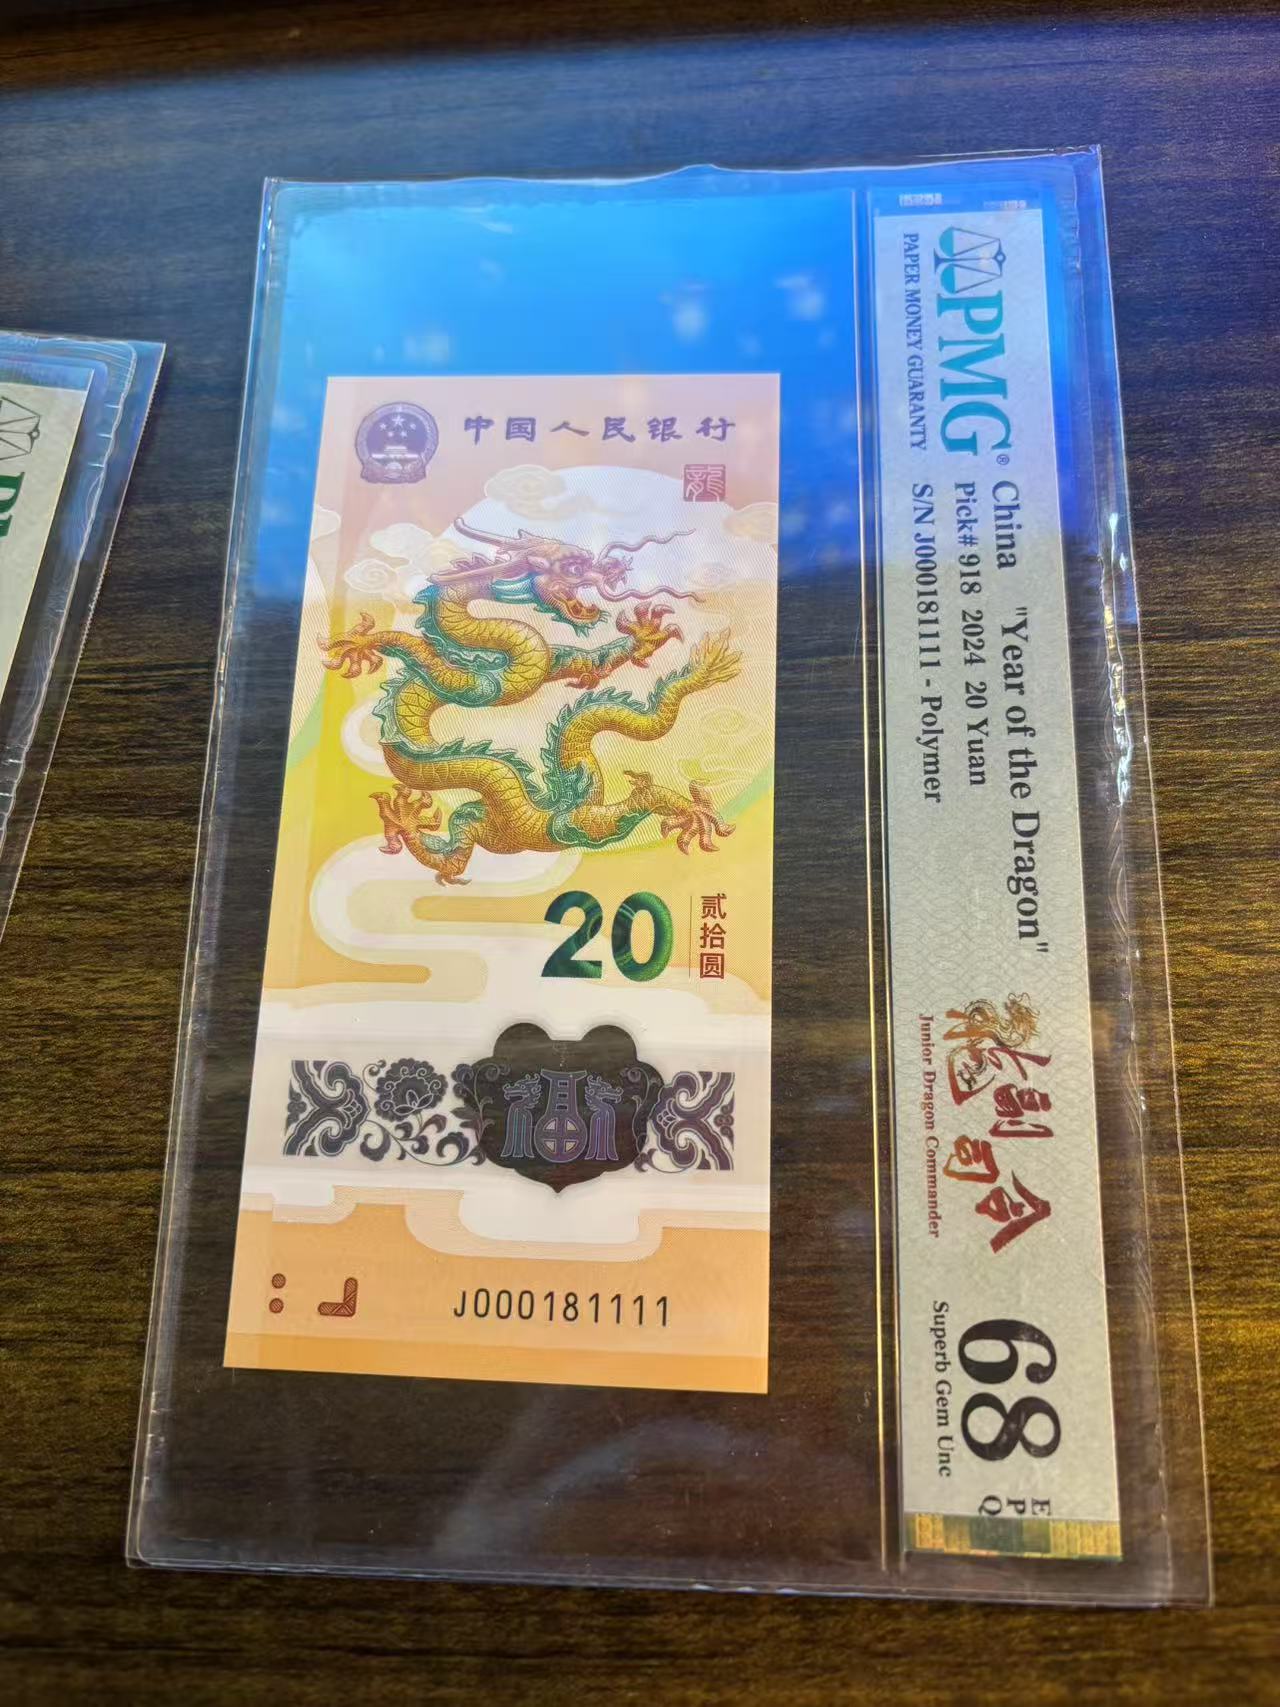 中国人民银行
龍
20
贰拾圆
福
J000181111
PMG®
PAPER MONEY GUARANTY
China "Year of the Dragon"
Pick# 918 2024 20 Yuan
S/N J000181111 - Polymer
龙副司令
Junior Dragon Commander
68 EPQ
Superb Gem Unc